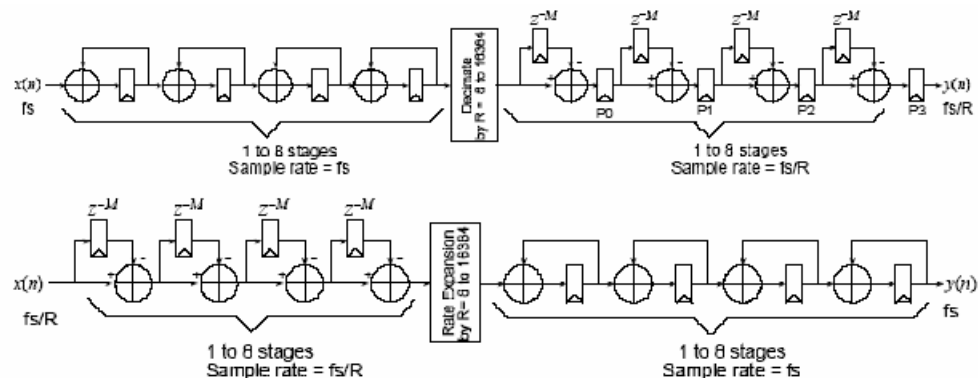 z-M z-M z-M z-M
x(n)
fs
Decimate
by R = 8 to 16384
- - - -
+ + + +
P0 P1 P2 P3
y(n)
fs/R
1 to 8 stages
Sample rate = fs
1 to 8 stages
Sample rate = fs/R
z-M z-M z-M z-M
x(n)
fs/R
- - - -
+ + + +
Rate Expansion
by R= 8 to 16384
y(n)
fs
1 to 8 stages
Sample rate = fs/R
1 to 8 stages
Sample rate = fs